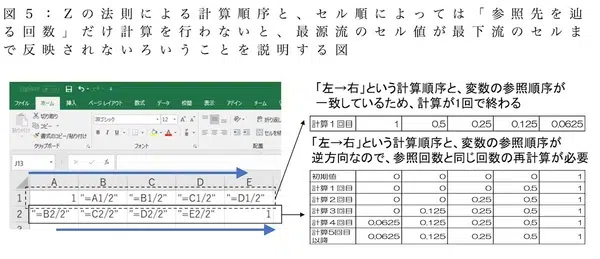 図5：Zの法則による計算順序と、セル順によっては「参照先を辿
る回数」だけ計算を行わないと、最源流のセル値が最下流のセルま
で反映されないろいうことを説明する図
「左→右」という計算順序と、変数の参照順序が
一致しているため、計算が1回で終わる
計算1回目 1 0.5 0.25 0.125 0.0625
「左→右」という計算順序と、変数の参照順序が
逆方向なので、参照回数と同じ回数の再計算が必要
初期値 0 0 0 0 1
計算1回目 0 0 0 0.5 1
計算2回目 0 0 0.25 0.5 1
計算3回目 0 0.125 0.25 0.5 1
計算4回目 0.0625 0.125 0.25 0.5 1
計算5回目以降 0.0625 0.125 0.25 0.5 1
ファイル ホーム 挿入 ページ レイアウト 数式 データ 校閲 表示 アドイン チーム
切り取り
コピー
貼り付け
書式のコピー/貼り付け
クリップボード
フォント
J13
A B C D E
1 1 "=A1/2" "=B1/2" "=C1/2" "=D1/2"
2 "=B2/2" "=C2/2" "=D2/2" "=E2/2" 1